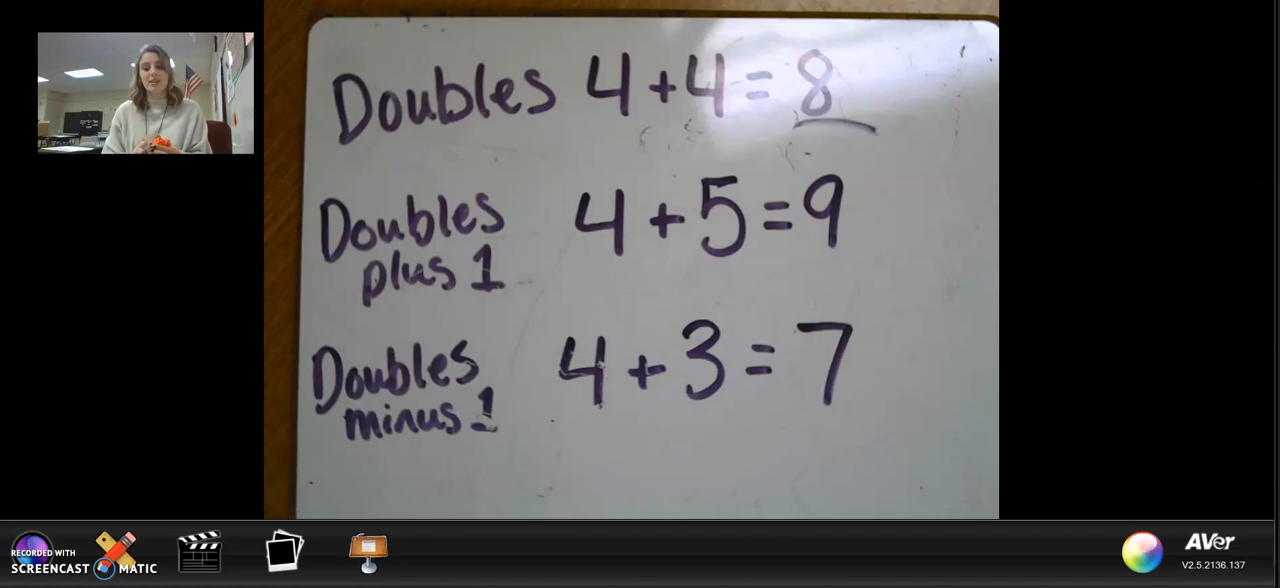 Doubles 4+4=8
Doubles 4+5=9
plus 1
Doubles 4+3=7
minus 1
RECORDED WITH
SCREENCAST MATIC
AVer
V2.5.2136.137